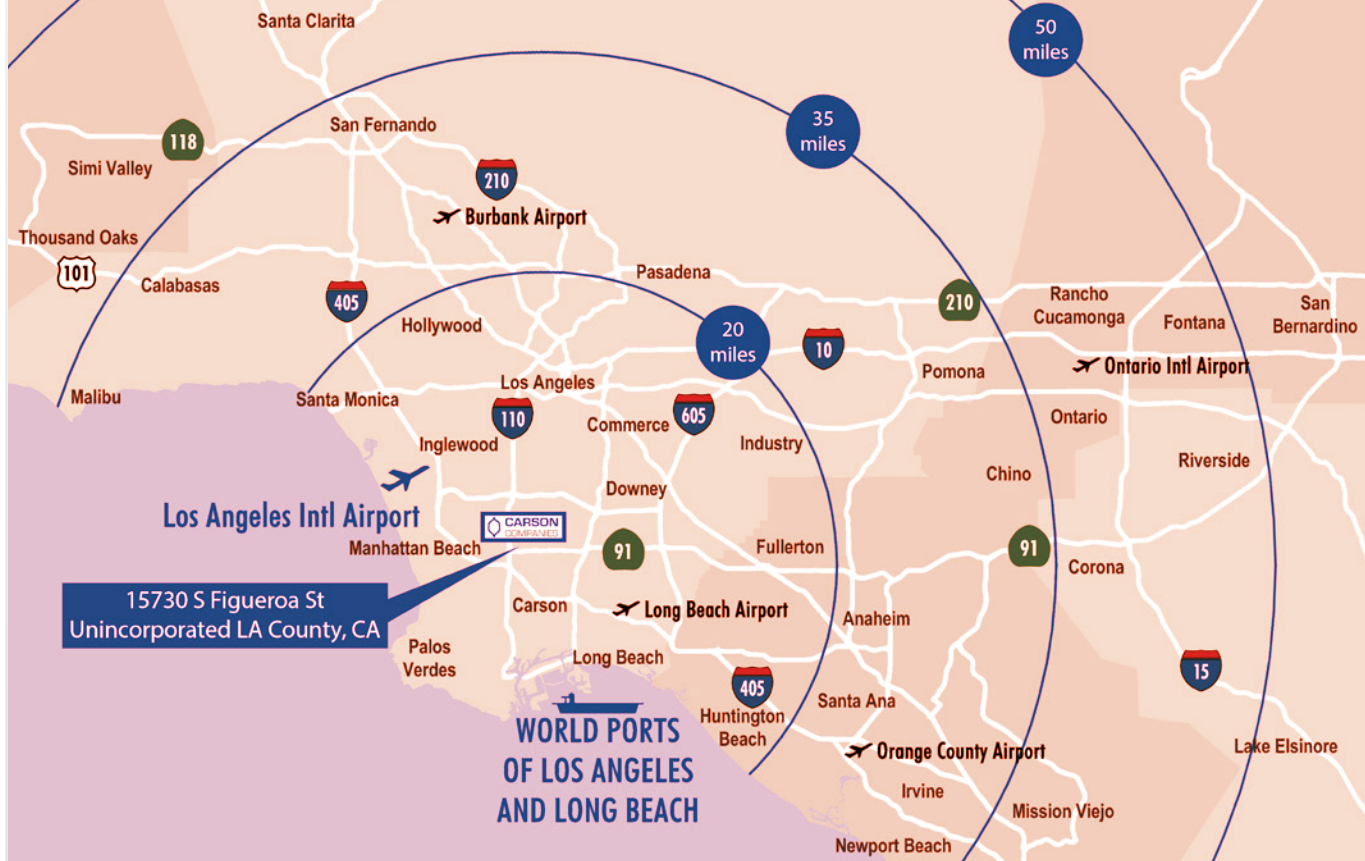 Santa Clarita
50
miles
35
miles
San Fernando
118
Simi Valley
210
Burbank Airport
Thousand Oaks
101
Calabasas
Pasadena
405
210
Rancho
Cucamonga
Fontana
San
Bernardino
Hollywood
20
miles
10
Ontario Intl Airport
Pomona
Los Angeles
Malibu
Santa Monica
110
Commerce
605
Ontario
Inglewood
Industry
Riverside
Chino
Downey
Los Angeles Intl Airport
CARSON
COMPANIES
Manhattan Beach
91
Fullerton
91
Corona
15730 S Figueroa St
Unincorporated LA County, CA
Carson
Long Beach Airport
Anaheim
Palos
Verdes
Long Beach
15
405
Santa Ana
Huntington
Beach
WORLD PORTS
OF LOS ANGELES
AND LONG BEACH
Orange County Airport
Lake Elsinore
Irvine
Mission Viejo
Newport Beach